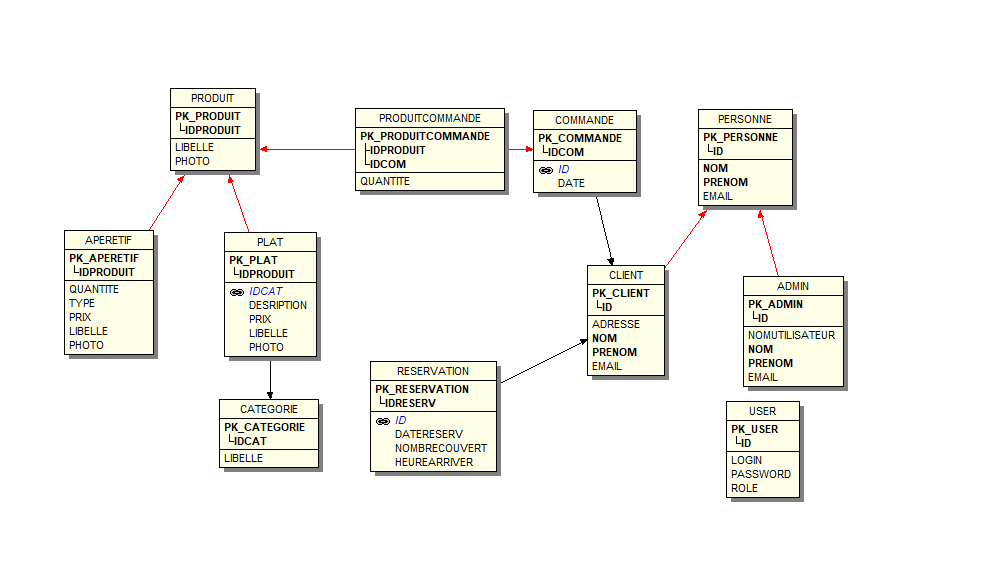 PRODUIT
PK_PRODUIT
IDPRODUIT
LIBELLE
PHOTO
PRODUITCOMMANDE
PK_PRODUITCOMMANDE
IDPRODUIT
IDCOM
QUANTITE
COMMANDE
PK_COMMANDE
IDCOM
ID
DATE
PERSONNE
PK_PERSONNE
ID
NOM
PRENOM
EMAIL
APERETIF
PK_APERETIF
IDPRODUIT
QUANTITE
TYPE
PRIX
LIBELLE
PHOTO
PLAT
PK_PLAT
IDPRODUIT
IDCAT
DESRIPTION
PRIX
LIBELLE
PHOTO
CLIENT
PK_CLIENT
ID
ADRESSE
NOM
PRENOM
EMAIL
ADMIN
PK_ADMIN
ID
NOMUTILISATEUR
NOM
PRENOM
EMAIL
CATEGORIE
PK_CATEGORIE
IDCAT
LIBELLE
RESERVATION
PK_RESERVATION
IDRESERV
ID
DATERESERV
NOMBRECOUVERT
HEUREARRIVER
USER
PK_USER
ID
LOGIN
PASSWORD
ROLE